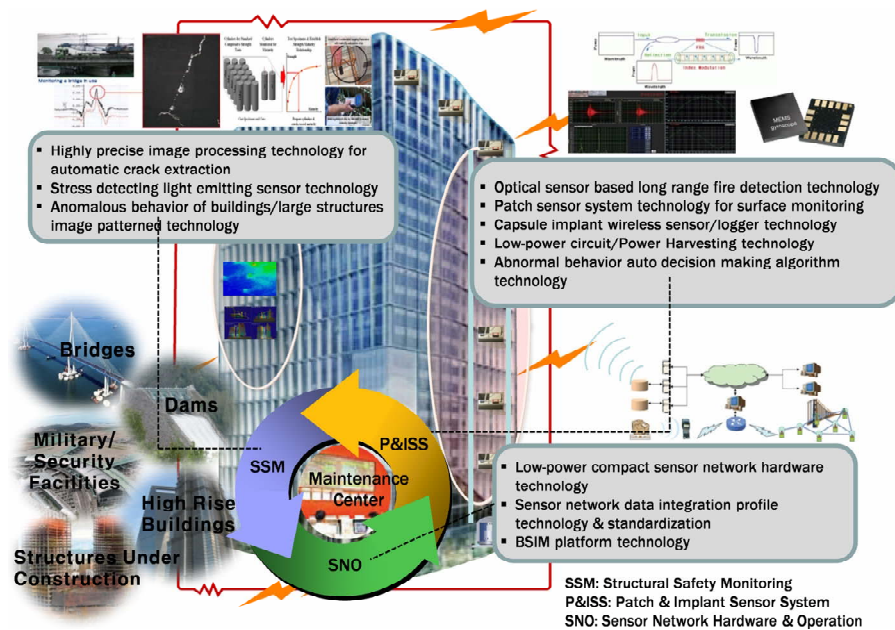 Monitoring a bridge in use
MEMS
▪ Highly precise image processing technology for
automatic crack extraction
▪ Stress detecting light emitting sensor technology
▪ Anomalous behavior of buildings/large structures
image patterned technology
▪ Optical sensor based long range fire detection technology
▪ Patch sensor system technology for surface monitoring
▪ Capsule implant wireless sensor/logger technology
▪ Low-power circuit/Power Harvesting technology
▪ Abnormal behavior auto decision making algorithm
technology
Bridges
Dams
Military/
Security
Facilities
High Rise
Buildings
Structures Under
Construction
SSM
P&ISS
Maintenance
Center
SNO
▪ Low-power compact sensor network hardware
technology
▪ Sensor network data integration profile
technology & standardization
▪ BSIM platform technology
SSM: Structural Safety Monitoring
P&ISS: Patch & Implant Sensor System
SNO: Sensor Network Hardware & Operation